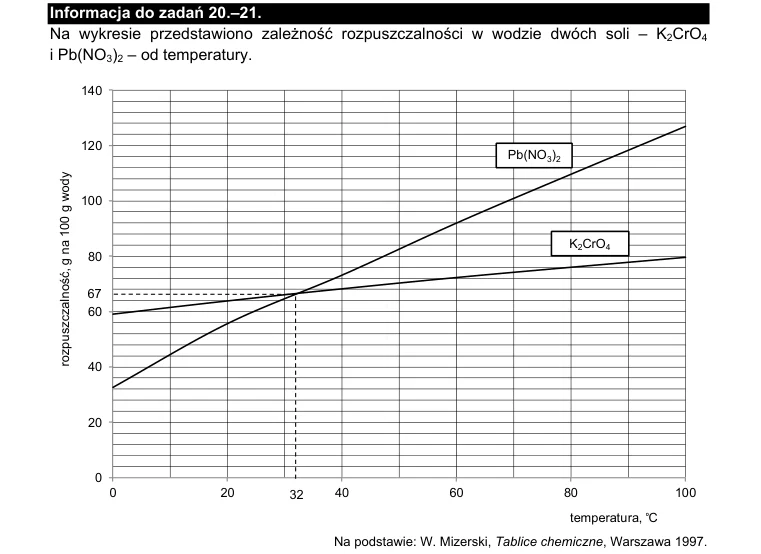 Informacja do zadań 20.–21.
Na wykresie przedstawiono zależność rozpuszczalności w wodzie dwóch soli – K₂CrO₄
i Pb(NO₃)₂ – od temperatury.
rozpuszczalność, g na 100 g wody
140
120
100
80
67
60
40
20
0
Pb(NO₃)₂
K₂CrO₄
0
20
32
40
60
80
100
temperatura, °C
Na podstawie: W. Mizerski, Tablice chemiczne, Warszawa 1997.